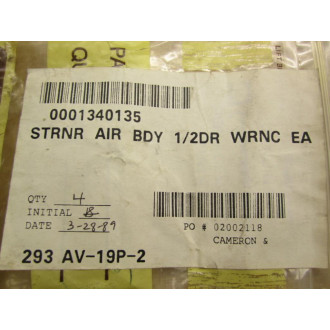 0001340135
STRNR AIR BDY 1/2DR WRNC EA
QTY 4
INITIAL
DATE 3-28-89
PO # 02002118
CAMERON &
293 AV-19P-2